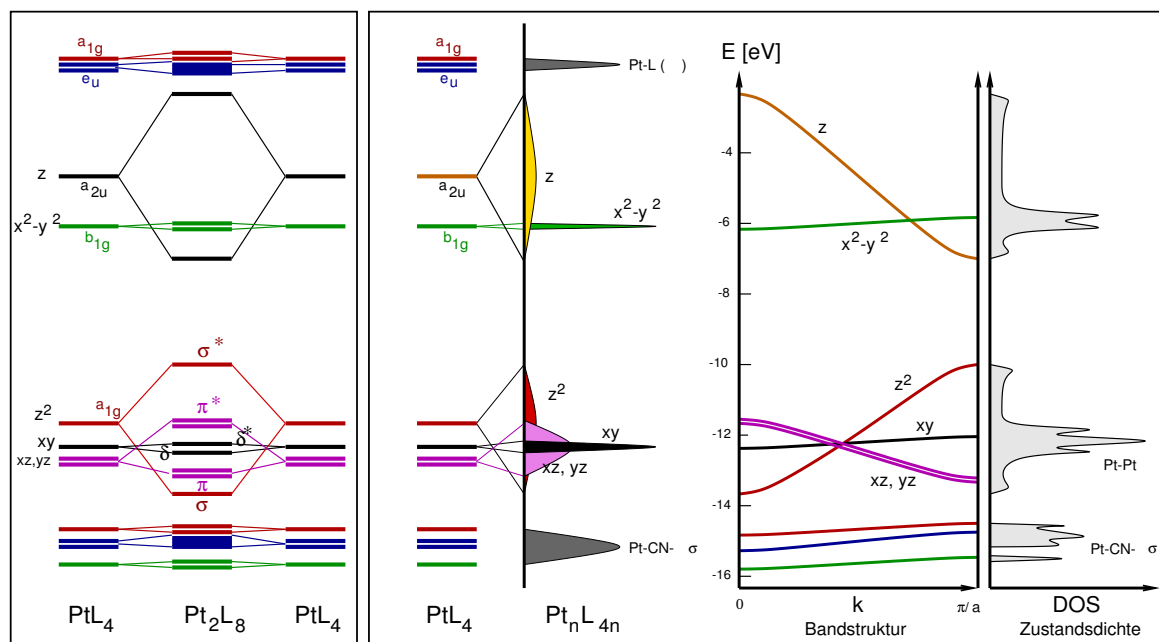 a1g
eu
z
a2u
x2-y2
b1g
σ*
z2
a1g
π*
xy
δ*
δ
xz,yz
π
σ
PtL4
Pt2L8
PtL4
a1g
eu
Pt-L ( )
a2u
z
x2-y2
b1g
z2
xy
xz, yz
Pt-CN- σ
PtL4
PtnL4n
E [eV]
-4
-6
-8
-10
-12
-14
-16
z
x2-y2
z2
xy
xz, yz
0
k
π/a
Bandstruktur
Pt-Pt
Pt-CN- σ
DOS
Zustandsdichte